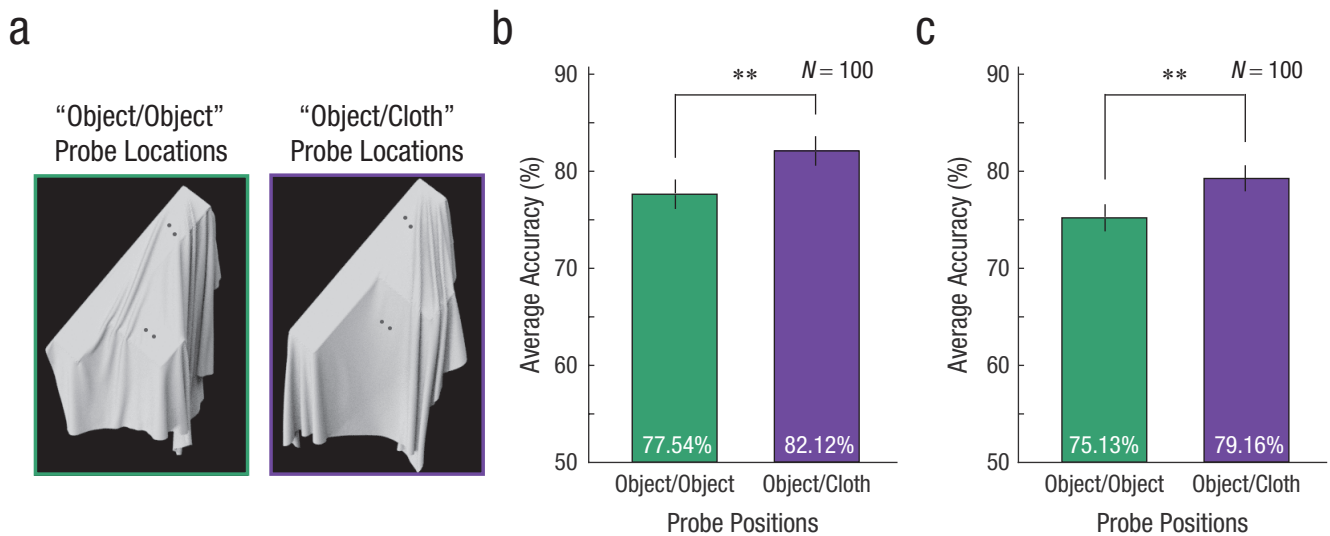 a
“Object/Object”
Probe Locations
“Object/Cloth”
Probe Locations
b
**
N = 100
Average Accuracy (%)
90
80
70
60
50
77.54%
82.12%
Object/Object
Object/Cloth
Probe Positions
c
**
N = 100
Average Accuracy (%)
90
80
70
60
50
75.13%
79.16%
Object/Object
Object/Cloth
Probe Positions